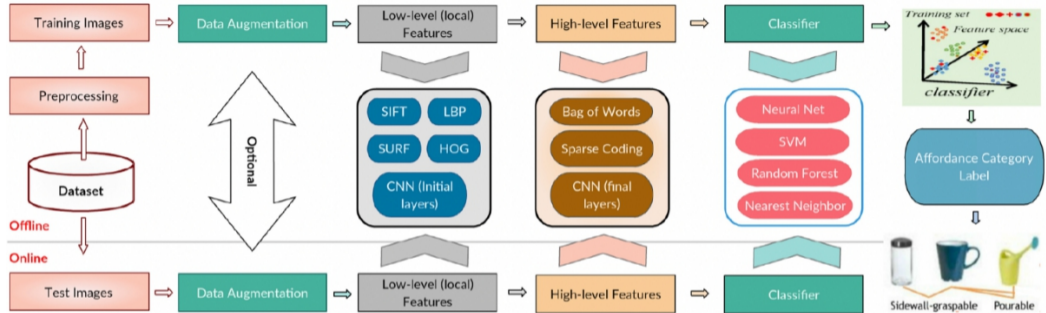 Training Images
Data Augmentation
Low-level (local)
Features
High-level Features
Classifier
Training set
Feature space
classifier
Preprocessing
Dataset
Offline
Optional
SIFT
LBP
SURF
HOG
CNN (Initial
layers)
Bag of Words
Sparse Coding
CNN (final
layers)
Neural Net
SVM
Random Forest
Nearest Neighbor
Affordance Category
Label
Online
Test Images
Data Augmentation
Low-level (local)
Features
High-level Features
Classifier
Sidewall-graspable
Pourable